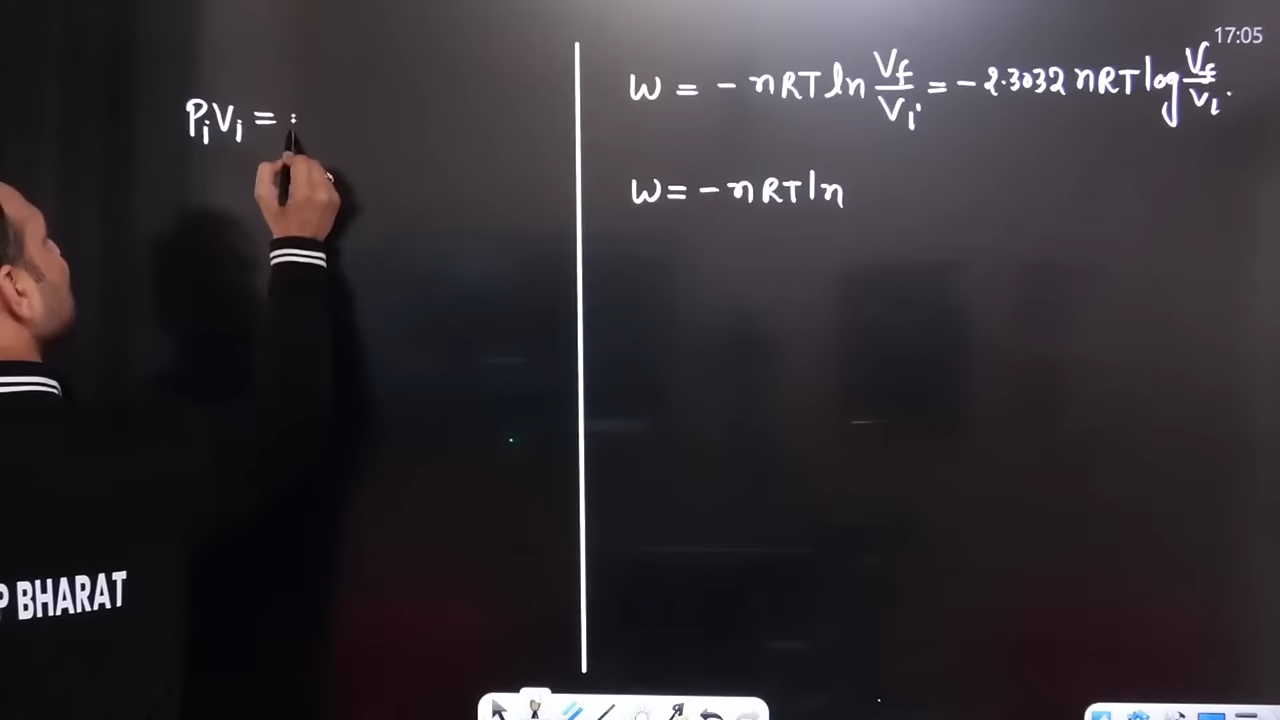 17:05
W = - nRT ln Vf/Vi = - 2.3032 nRT log Vf/Vi.
PiVi =
W = - nRT ln
P BHARAT